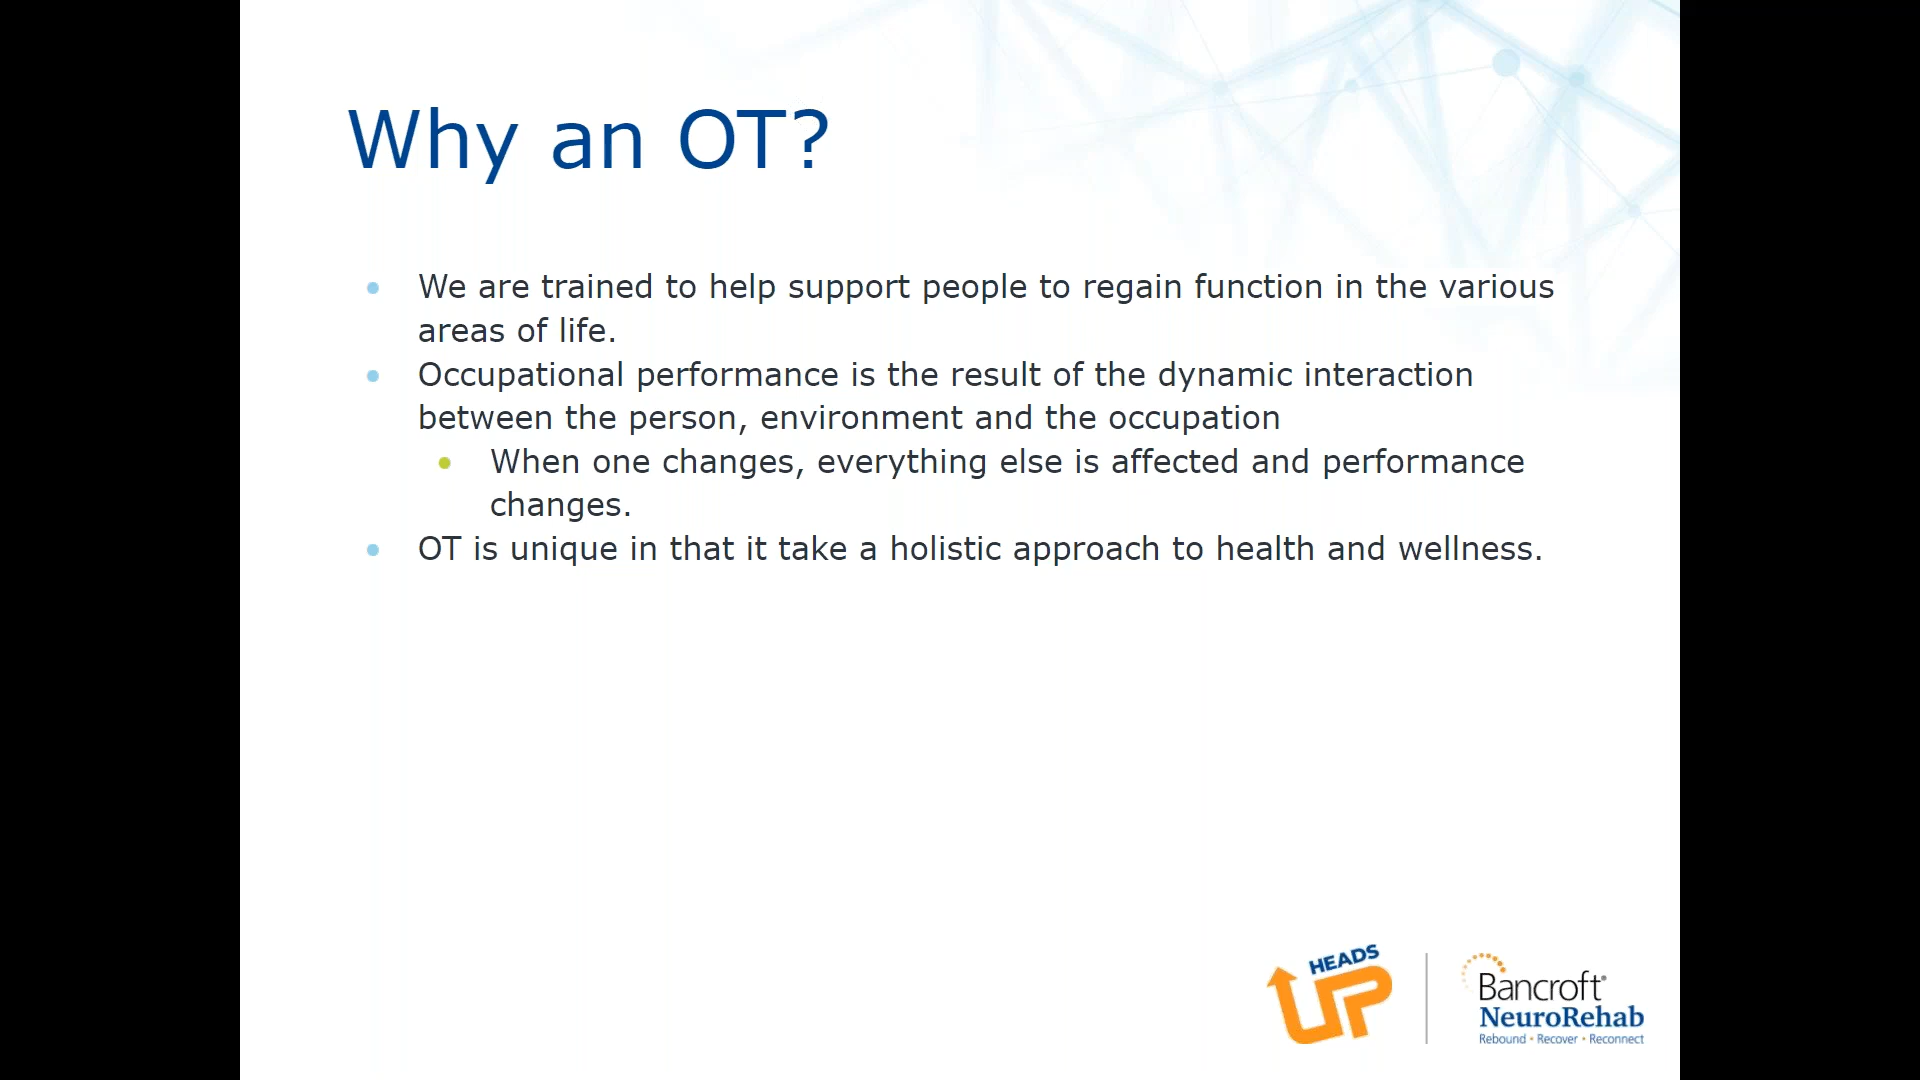 Why an OT?
We are trained to help support people to regain function in the various
areas of life.
Occupational performance is the result of the dynamic interaction
between the person, environment and the occupation
When one changes, everything else is affected and performance
changes.
OT is unique in that it take a holistic approach to health and wellness.
HEADS
UP
Bancroft®
NeuroRehab
Rebound • Recover • Reconnect